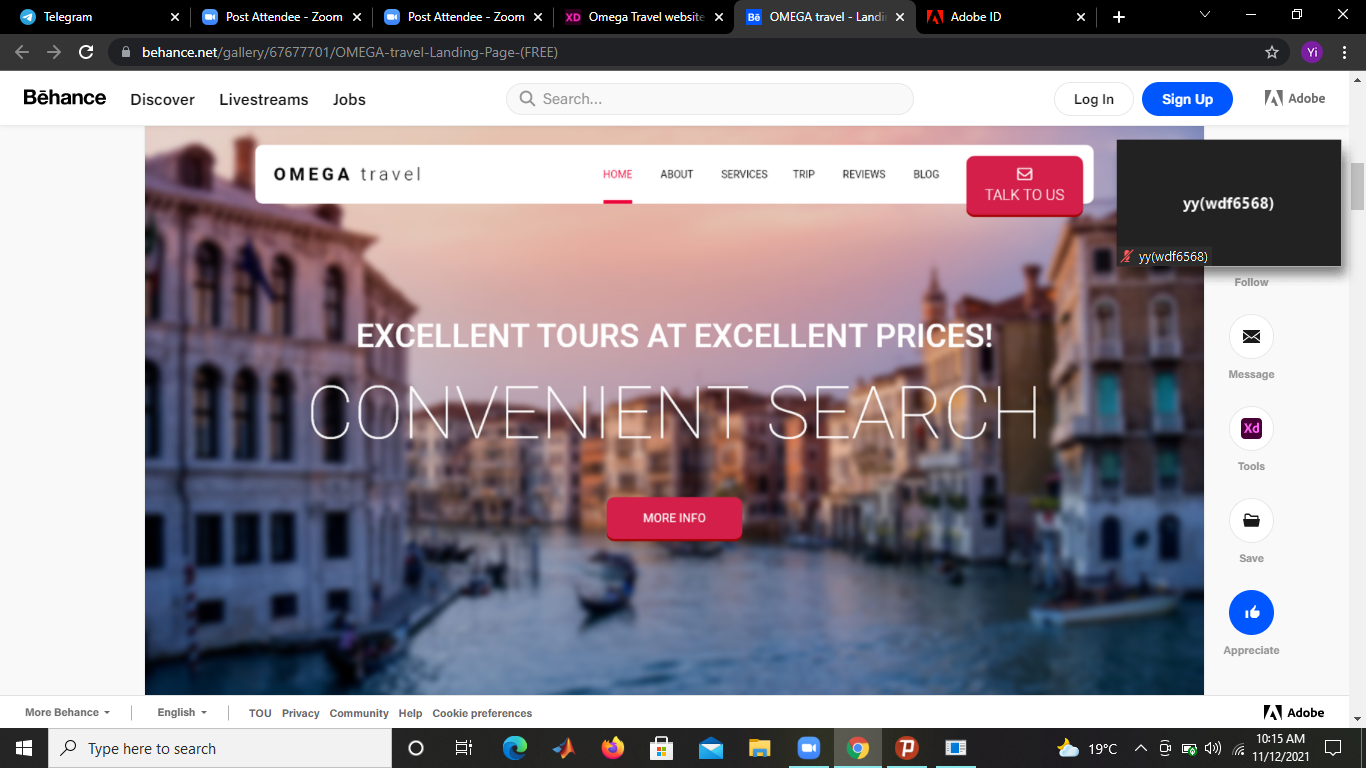 Telegram
Post Attendee - Zoom
Post Attendee - Zoom
XD Omega Travel website
Bē OMEGA travel - Landi
Adobe ID
behance.net/gallery/67677701/OMEGA-travel-Landing-Page-(FREE)
Yi
Bēhance
Discover
Livestreams
Jobs
Search...
Log In
Sign Up
Adobe
OMEGA travel
HOME
ABOUT
SERVICES
TRIP
REVIEWS
BLOG
TALK TO US
yy(wdf6568)
yy(wdf6568)
Follow
EXCELLENT TOURS AT EXCELLENT PRICES!
CONVENIENT SEARCH
MORE INFO
Message
Xd
Tools
Save
Appreciate
More Behance
English
TOU
Privacy
Community
Help
Cookie preferences
Adobe
Type here to search
19°C
10:15 AM
11/12/2021